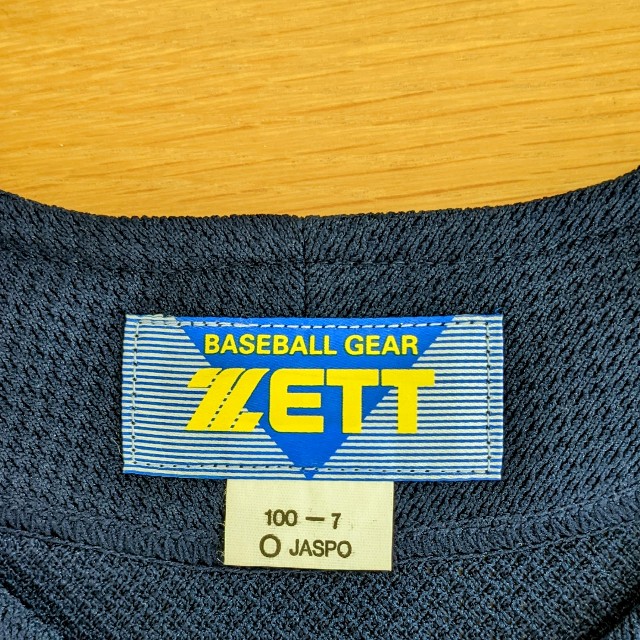 BASEBALL GEAR
ZETT
100-7
O JASPO